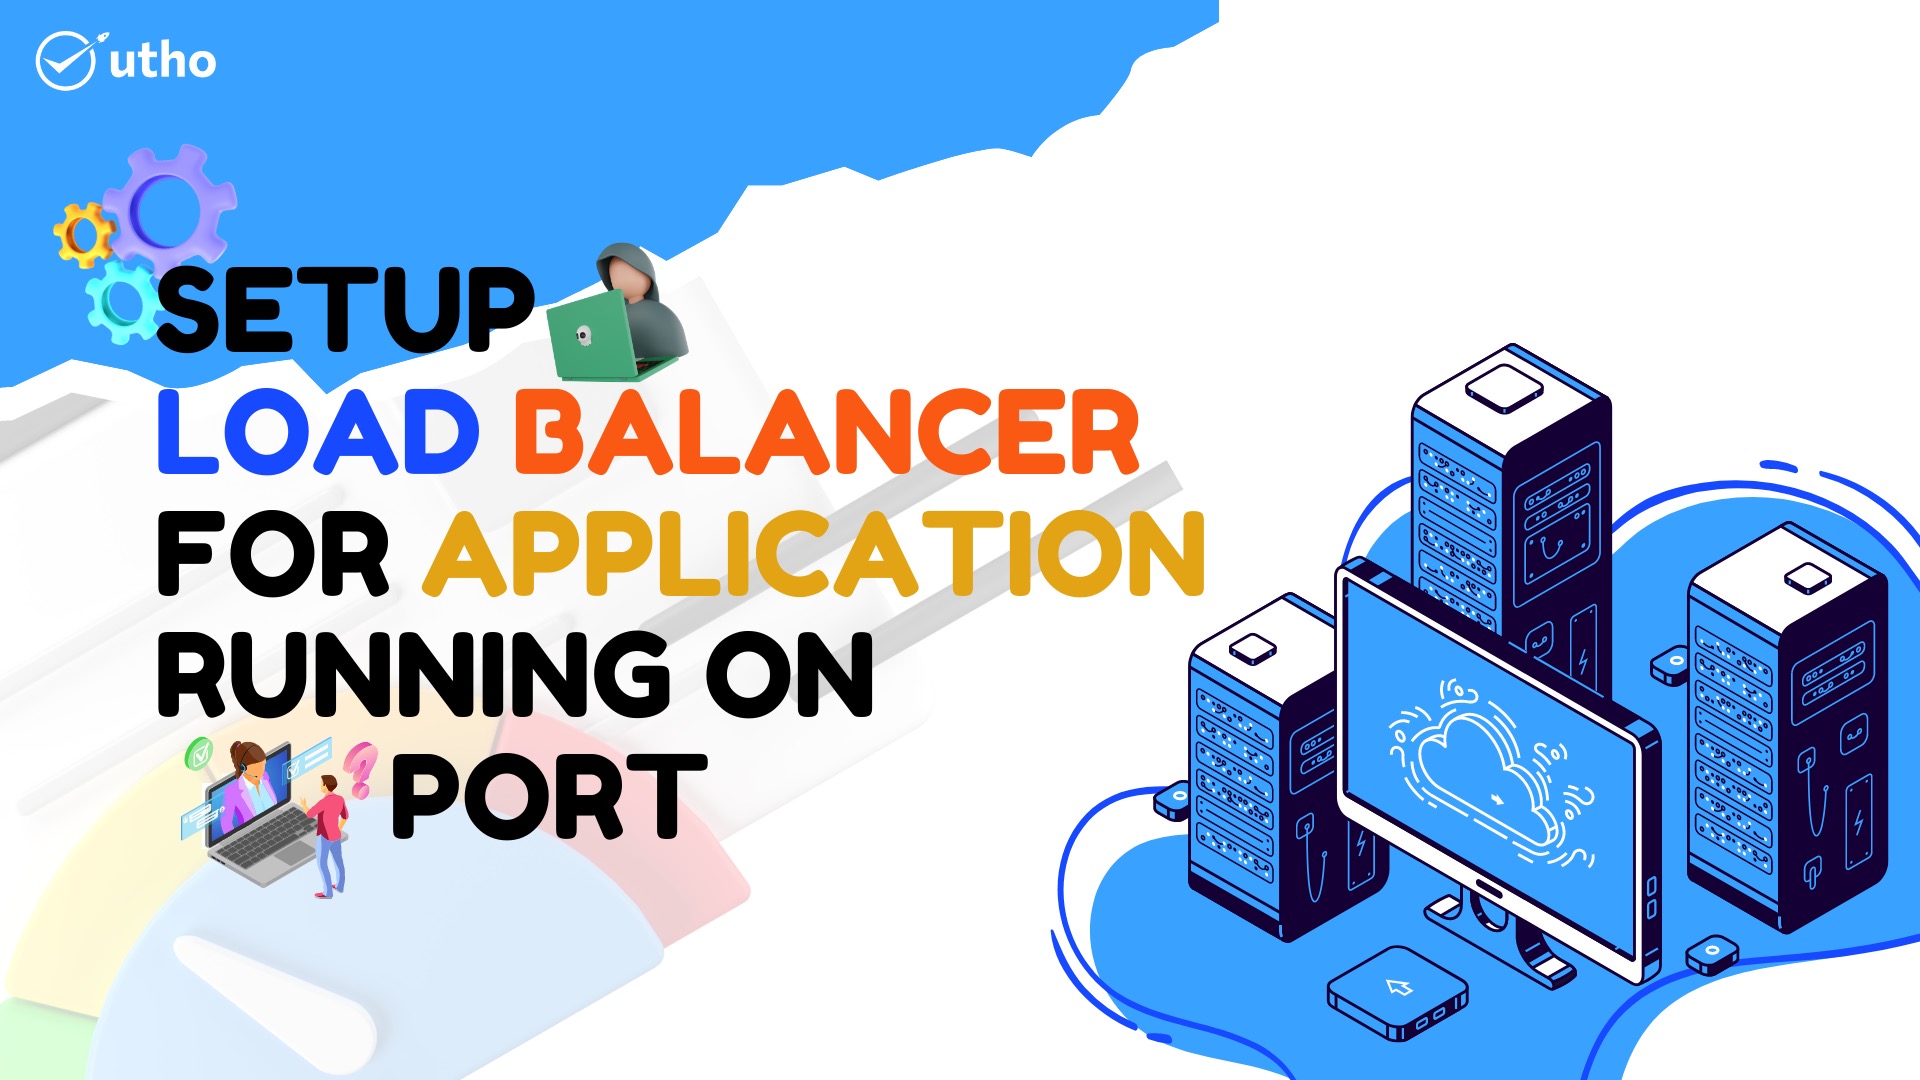 utho
SETUP
LOAD BALANCER
FOR APPLICATION
RUNNING ON
PORT